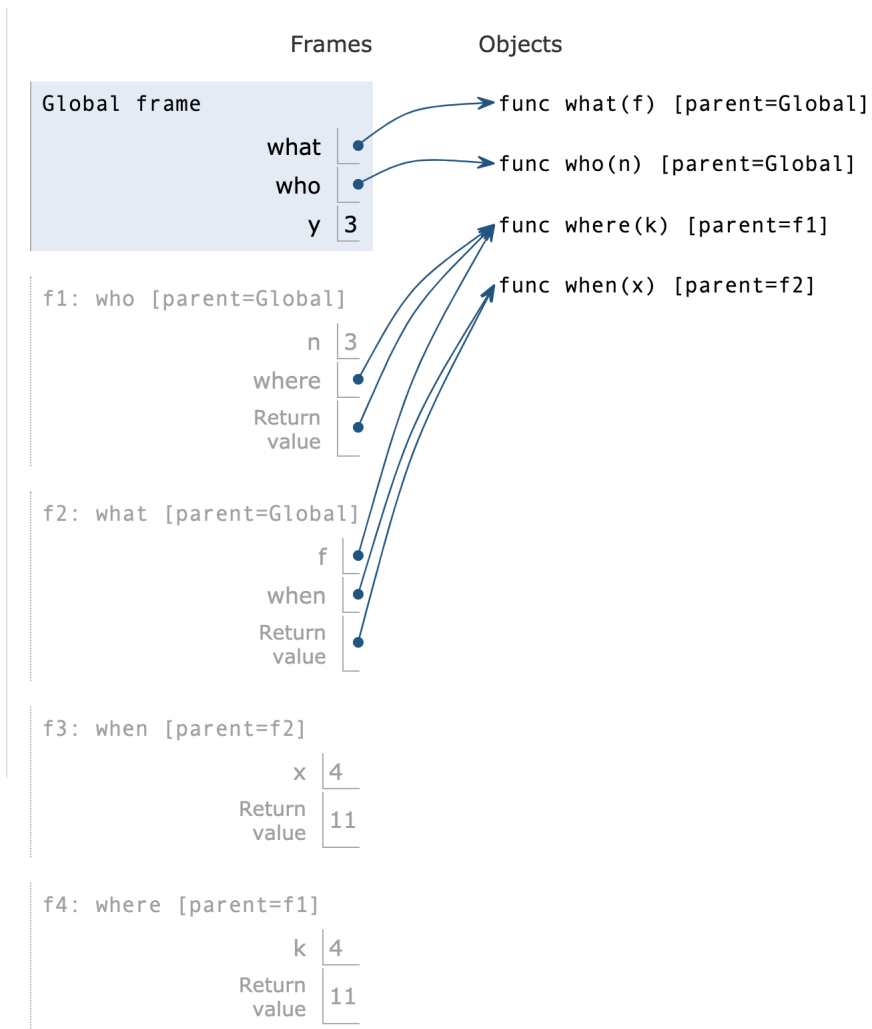 Frames Objects
Global frame func what(f) [parent=Global]
what
func who(n) [parent=Global]
who
y 3 func where(k) [parent=f1]
func when(x) [parent=f2]
f1: who [parent=Global]
n 3
where
Return
value
f2: what [parent=Global]
f
when
Return
value
f3: when [parent=f2]
x 4
Return
value 11
f4: where [parent=f1]
k 4
Return
value 11